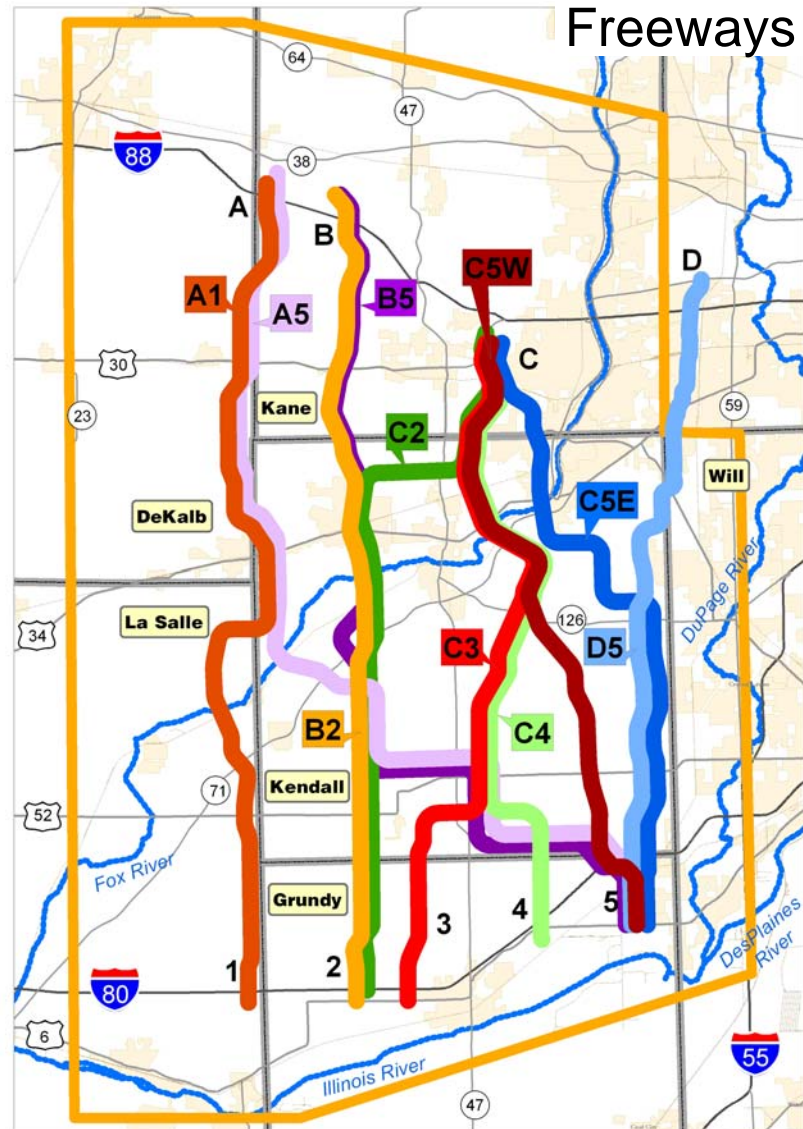 Freeways
64
47
88
38
A
B
D
C5W
A1
A5
B5
30
C
59
23
Kane
C2
Will
DeKalb
C5E
DuPage River
La Salle
34
126
C3
D5
B2
C4
Kendall
71
52
Fox River
Grundy
3
4
5
DesPlaines
River
1
2
80
6
55
Illinois River
47